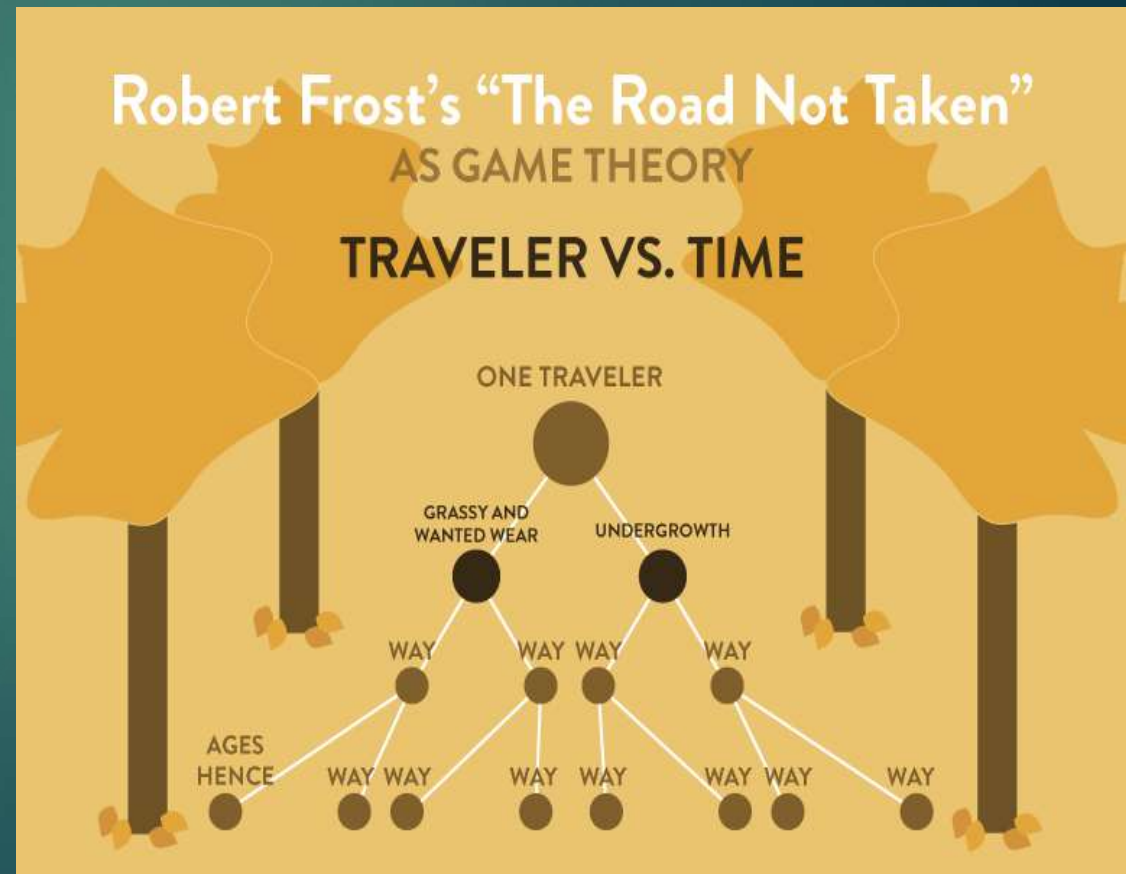 Robert Frost’s “The Road Not Taken”
AS GAME THEORY
TRAVELER VS. TIME
ONE TRAVELER
GRASSY AND
WANTED WEAR
UNDERGROWTH
WAY WAY WAY WAY
AGES
HENCE WAY WAY WAY WAY WAY WAY WAY